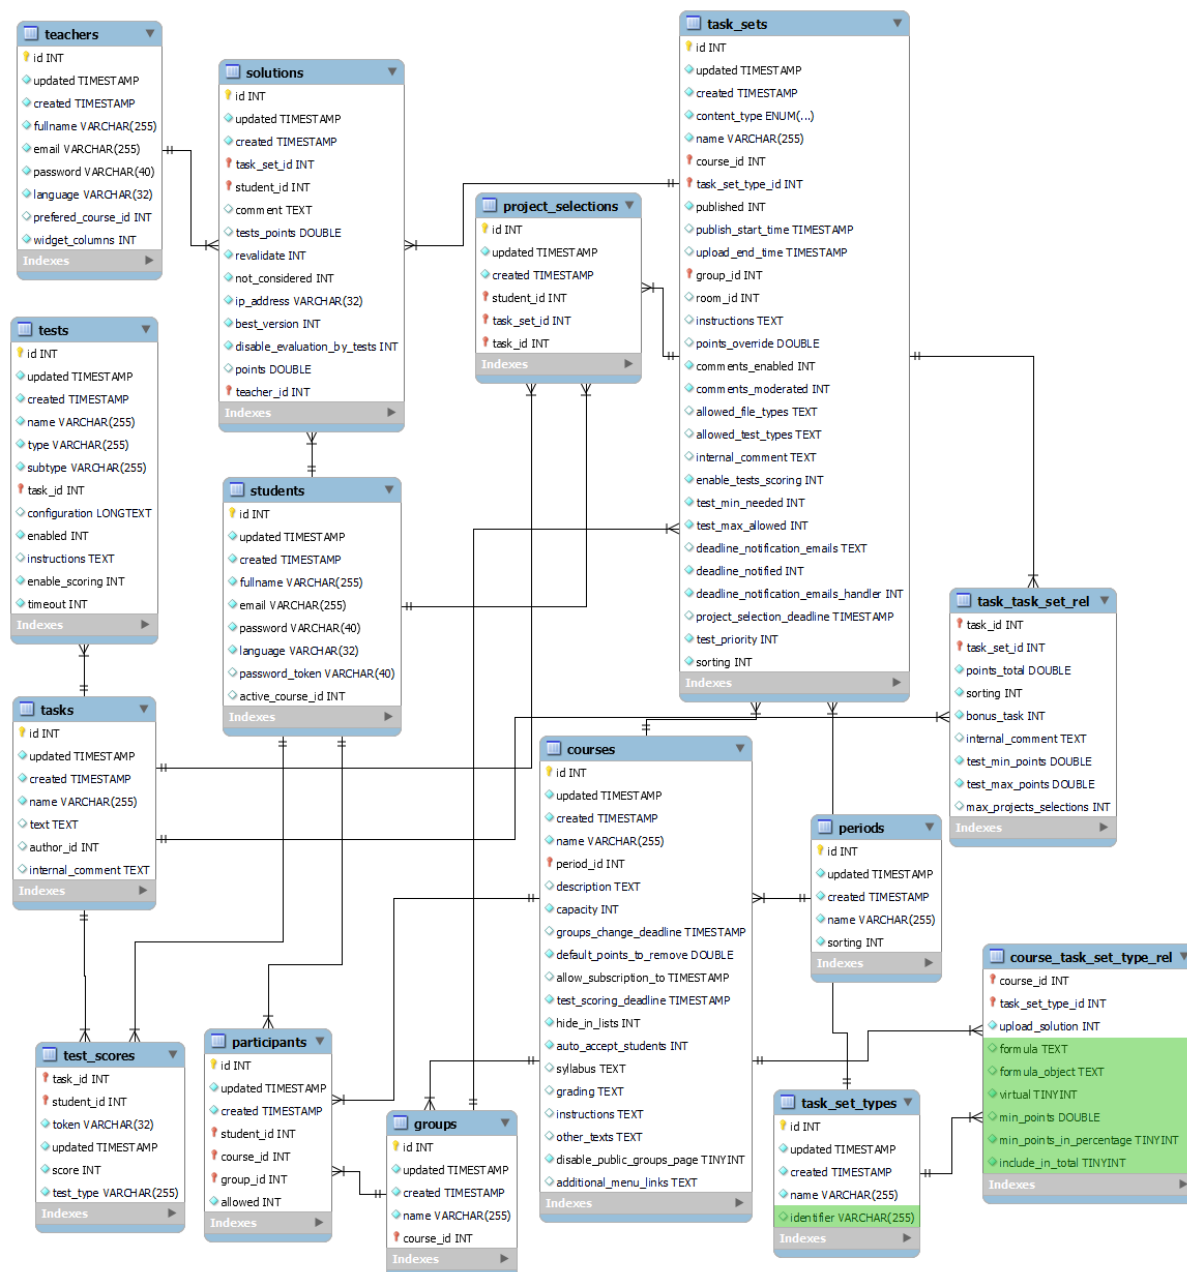 teachers
id INT
updated TIMESTAMP
created TIMESTAMP
fullname VARCHAR(255)
email VARCHAR(255)
password VARCHAR(40)
language VARCHAR(32)
prefered_course_id INT
widget_columns INT
Indexes
solutions
id INT
updated TIMESTAMP
created TIMESTAMP
task_set_id INT
student_id INT
comment TEXT
tests_points DOUBLE
revalidate INT
not_considered INT
ip_address VARCHAR(32)
best_version INT
disable_evaluation_by_tests INT
points DOUBLE
teacher_id INT
Indexes
project_selections
id INT
updated TIMESTAMP
created TIMESTAMP
student_id INT
task_set_id INT
task_id INT
Indexes
task_sets
id INT
updated TIMESTAMP
created TIMESTAMP
content_type ENUM(...)
name VARCHAR(255)
course_id INT
task_set_type_id INT
published INT
publish_start_time TIMESTAMP
upload_end_time TIMESTAMP
group_id INT
room_id INT
instructions TEXT
points_override DOUBLE
comments_enabled INT
comments_moderated INT
allowed_file_types TEXT
allowed_test_types TEXT
internal_comment TEXT
enable_tests_scoring INT
test_min_needed INT
test_max_allowed INT
deadline_notification_emails TEXT
deadline_notified INT
deadline_notification_emails_handler INT
project_selection_deadline TIMESTAMP
test_priority INT
sorting INT
Indexes
tests
id INT
updated TIMESTAMP
created TIMESTAMP
name VARCHAR(255)
type VARCHAR(255)
subtype VARCHAR(255)
task_id INT
configuration LONGTEXT
enabled INT
instructions TEXT
enable_scoring INT
timeout INT
Indexes
students
id INT
updated TIMESTAMP
created TIMESTAMP
fullname VARCHAR(255)
email VARCHAR(255)
password VARCHAR(40)
language VARCHAR(32)
password_token VARCHAR(40)
active_course_id INT
Indexes
task_task_set_rel
task_id INT
task_set_id INT
points_total DOUBLE
sorting INT
bonus_task INT
internal_comment TEXT
test_min_points DOUBLE
test_max_points DOUBLE
max_projects_selections INT
Indexes
tasks
id INT
updated TIMESTAMP
created TIMESTAMP
name VARCHAR(255)
text TEXT
author_id INT
internal_comment TEXT
Indexes
courses
id INT
updated TIMESTAMP
created TIMESTAMP
name VARCHAR(255)
period_id INT
description TEXT
capacity INT
groups_change_deadline TIMESTAMP
default_points_to_remove DOUBLE
allow_subscription_to TIMESTAMP
test_scoring_deadline TIMESTAMP
hide_in_lists INT
auto_accept_students INT
syllabus TEXT
grading TEXT
instructions TEXT
other_texts TEXT
disable_public_groups_page TINYINT
additional_menu_links TEXT
Indexes
periods
id INT
updated TIMESTAMP
created TIMESTAMP
name VARCHAR(255)
sorting INT
Indexes
course_task_set_type_rel
course_id INT
task_set_type_id INT
upload_solution INT
formula TEXT
formula_object TEXT
virtual TINYINT
min_points DOUBLE
min_points_in_percentage TINYINT
include_in_total TINYINT
Indexes
test_scores
task_id INT
student_id INT
token VARCHAR(32)
updated TIMESTAMP
score INT
test_type VARCHAR(255)
Indexes
participants
id INT
updated TIMESTAMP
created TIMESTAMP
student_id INT
course_id INT
group_id INT
allowed INT
Indexes
groups
id INT
updated TIMESTAMP
created TIMESTAMP
name VARCHAR(255)
course_id INT
Indexes
task_set_types
id INT
updated TIMESTAMP
created TIMESTAMP
name VARCHAR(255)
identifier VARCHAR(255)
Indexes